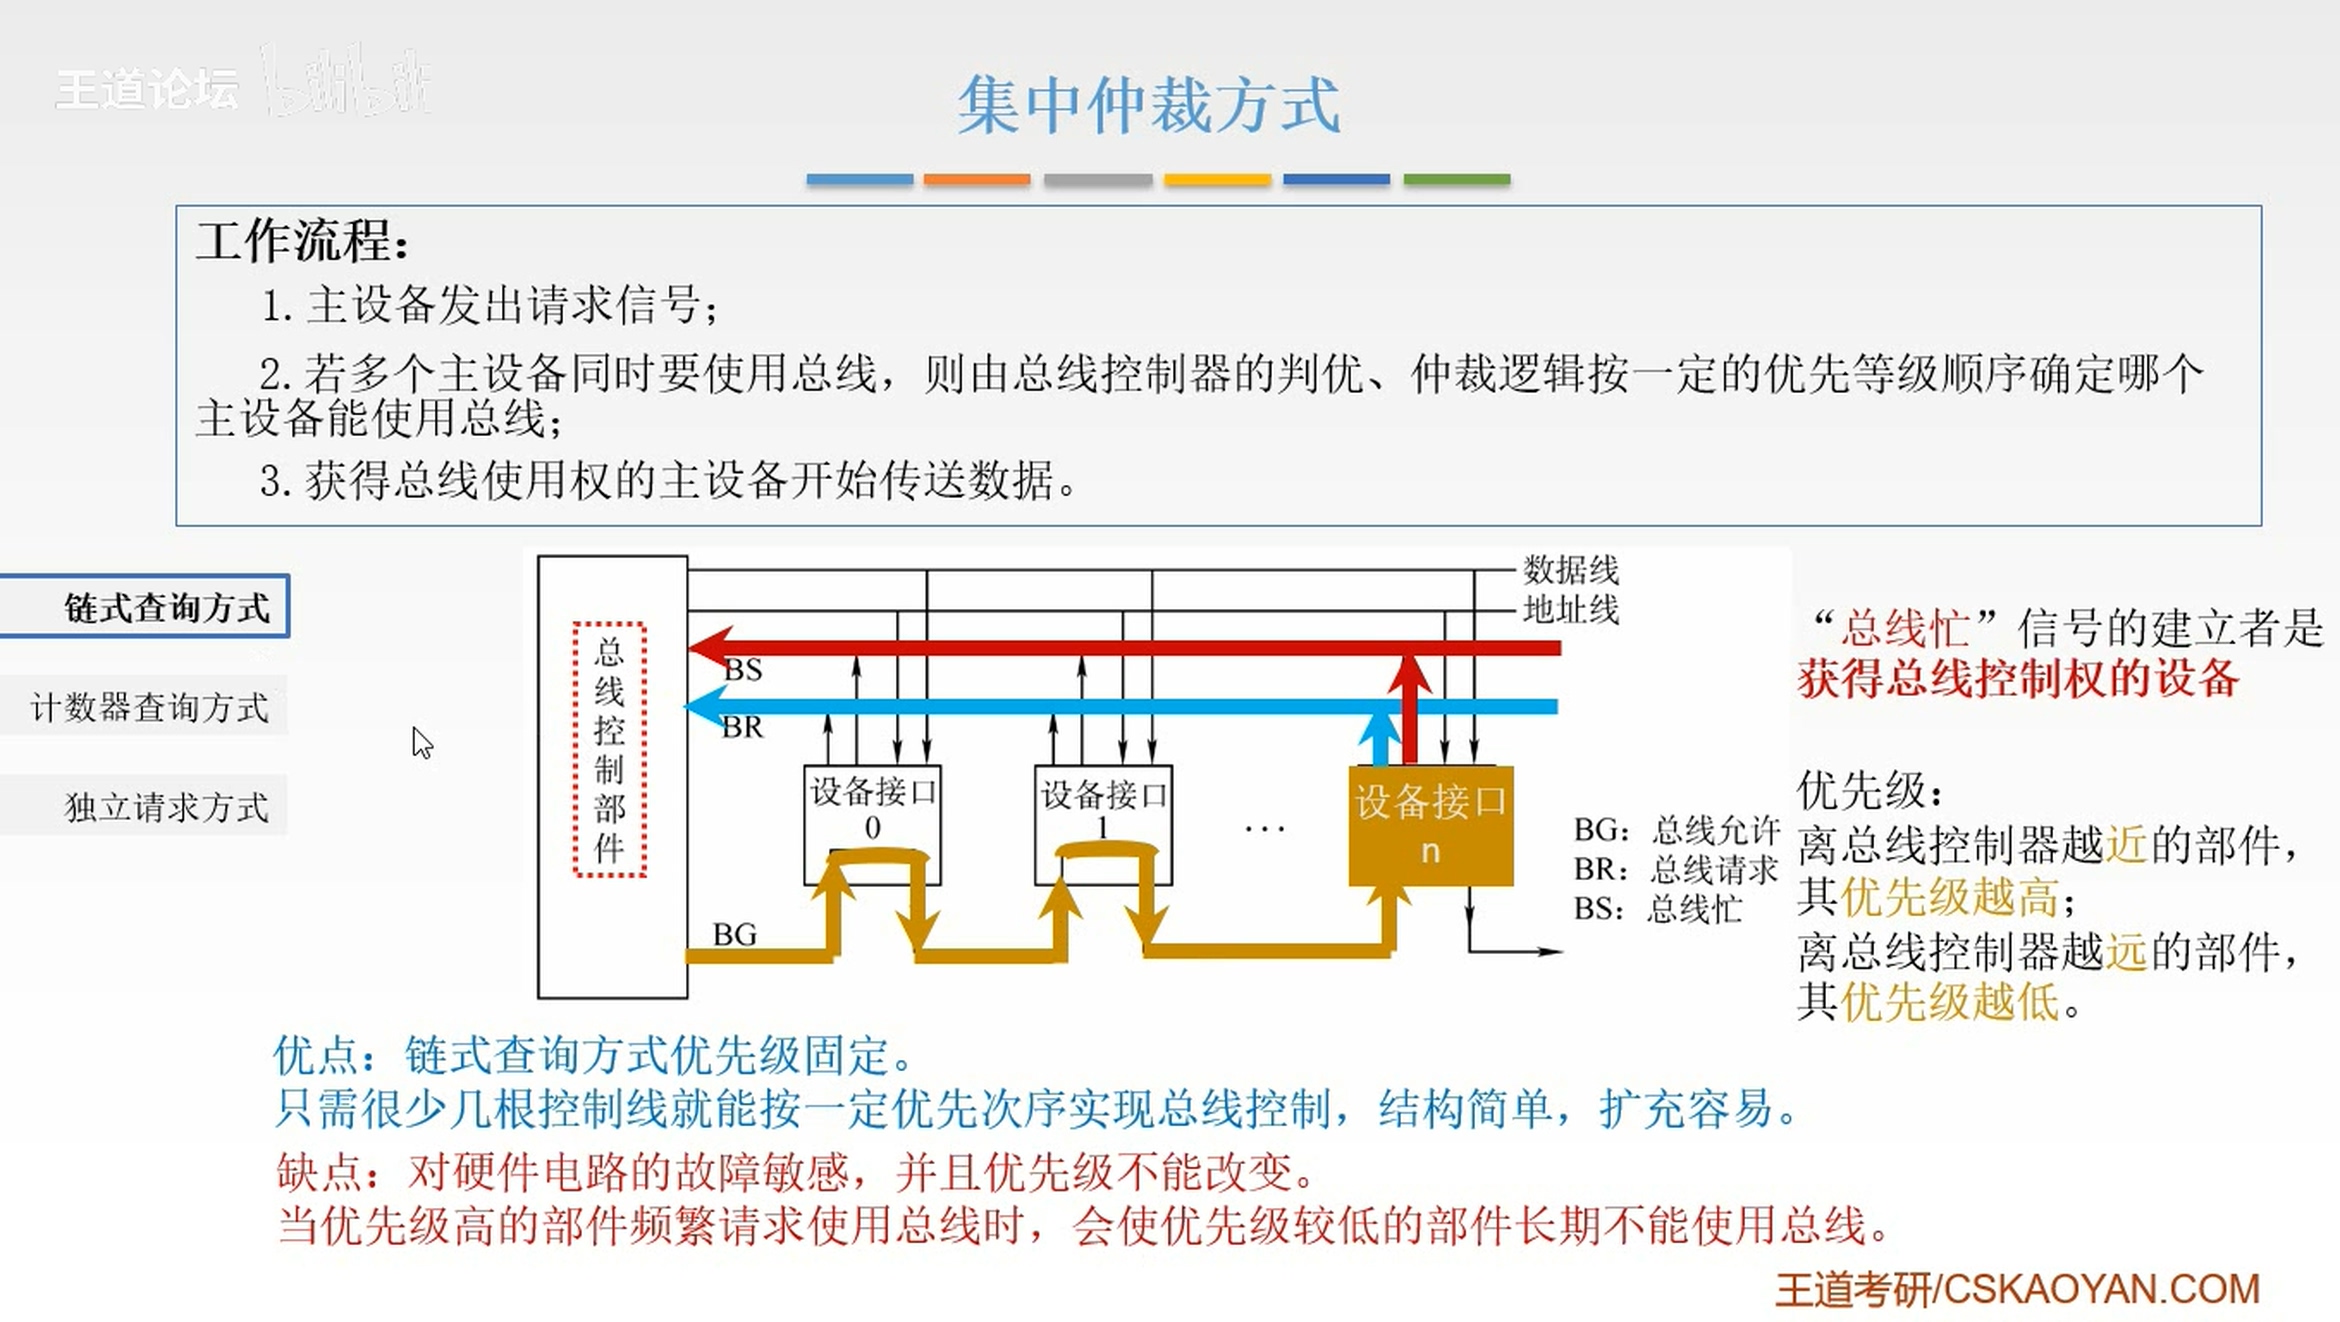 王道论坛 bilibili
集中仲裁方式
工作流程：
1.主设备发出请求信号；
2.若多个主设备同时要使用总线，则由总线控制器的判优、仲裁逻辑按一定的优先等级顺序确定哪个
主设备能使用总线；
3.获得总线使用权的主设备开始传送数据。
链式查询方式
计数器查询方式
独立请求方式
总线控制部件
数据线
地址线
BS
BR
设备接口
0
设备接口
1
...
设备接口
n
BG
BG：总线允许
BR：总线请求
BS：总线忙
“总线忙”信号的建立者是
获得总线控制权的设备
优先级：
离总线控制器越近的部件，
其优先级越高；
离总线控制器越远的部件，
其优先级越低。
优点：链式查询方式优先级固定。
只需很少几根控制线就能按一定优先次序实现总线控制，结构简单，扩充容易。
缺点：对硬件电路的故障敏感，并且优先级不能改变。
当优先级高的部件频繁请求使用总线时，会使优先级较低的部件长期不能使用总线。
王道考研/CSKAOYAN.COM